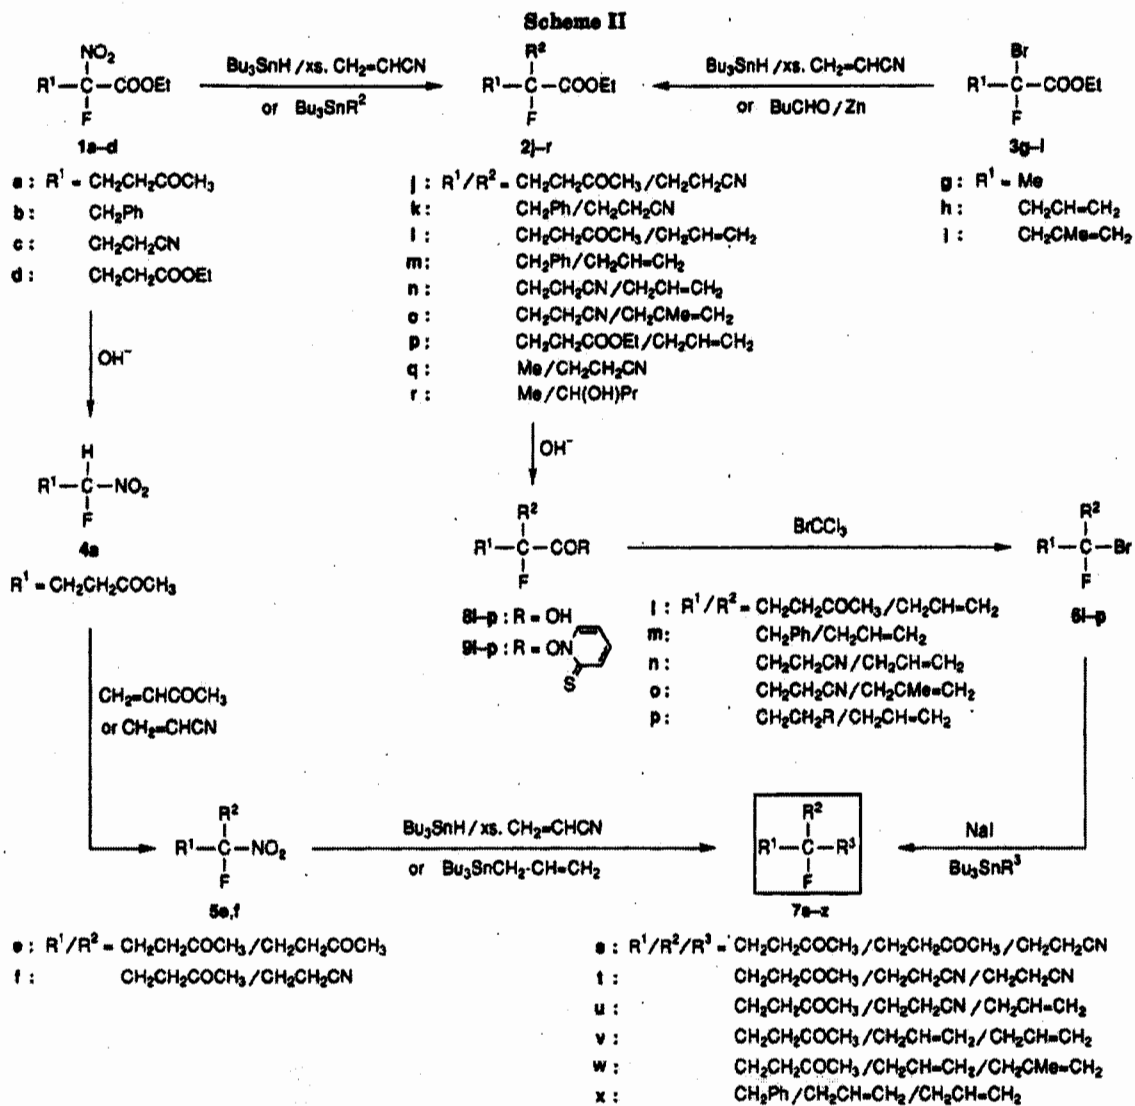 Scheme II
NO2
R1—C—COOEt
F
1a–d
Bu3SnH/xs. CH2=CHCN
or Bu3SnR2
R2
R1—C—COOEt
F
2j–r
Bu3SnH/xs. CH2=CHCN
or BuCHO/Zn
Br
R1—C—COOEt
F
3g–i
a : R1 = CH2CH2COCH3
b : CH2Ph
c : CH2CH2CN
d : CH2CH2COOEt
j : R1/R2 = CH2CH2COCH3/CH2CH2CN
k : CH2Ph/CH2CH2CN
l : CH2CH2COCH3/CH2CH=CH2
m : CH2Ph/CH2CH=CH2
n : CH2CH2CN/CH2CH=CH2
o : CH2CH2CN/CH2CMe=CH2
p : CH2CH2COOEt/CH2CH=CH2
q : Me/CH2CH2CN
r : Me/CH(OH)Pr
g : R1 = Me
h : CH2CH=CH2
i : CH2CMe=CH2
OH−
OH−
H
R1—C—NO2
F
4a
R1 = CH2CH2COCH3
R2
R1—C—COR
F
8l–p : R = OH
9l–p : R = ON
S
BrCCl3
l : R1/R2 = CH2CH2COCH3/CH2CH=CH2
m : CH2Ph/CH2CH=CH2
n : CH2CH2CN/CH2CH=CH2
o : CH2CH2CN/CH2CMe=CH2
p : CH2CH2R/CH2CH=CH2
R2
R1—C—Br
F
6l–p
CH2=CHCOCH3
or CH2=CHCN
R2
R1—C—NO2
F
5e,f
Bu3SnH/xs. CH2=CHCN
or Bu3SnCH2-CH=CH2
R2
R1—C—R3
F
7s–z
NaI
Bu3SnR3
e : R1/R2 = CH2CH2COCH3/CH2CH2COCH3
f : CH2CH2COCH3/CH2CH2CN
s : R1/R2/R3 = CH2CH2COCH3/CH2CH2COCH3/CH2CH2CN
t : CH2CH2COCH3/CH2CH2CN/CH2CH2CN
u : CH2CH2COCH3/CH2CH2CN/CH2CH=CH2
v : CH2CH2COCH3/CH2CH=CH2/CH2CH=CH2
w : CH2CH2COCH3/CH2CH=CH2/CH2CMe=CH2
x : CH2Ph/CH2CH=CH2/CH2CH=CH2